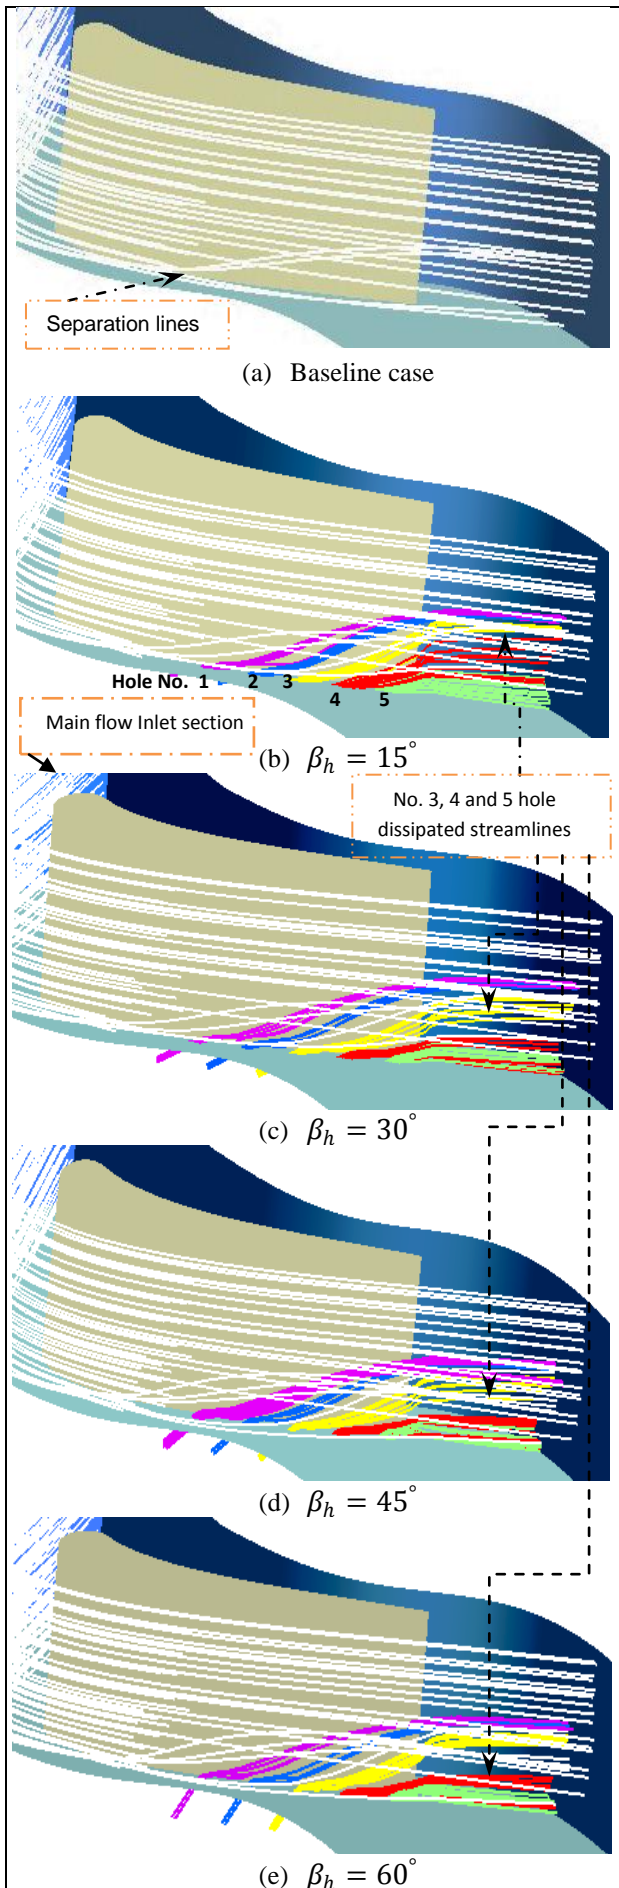 Separation lines
(a) Baseline case
Hole No. 1 2 3 4 5
Main flow Inlet section
(b) βₕ = 15°
No. 3, 4 and 5 hole
dissipated streamlines
(c) βₕ = 30°
(d) βₕ = 45°
(e) βₕ = 60°